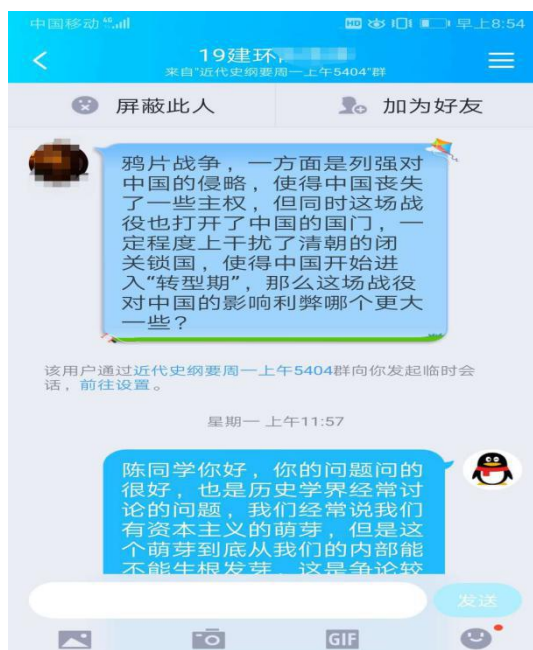 中国移动 4G
HD 早上8:54
19建环
来自"近代史纲要周一上午5404"群
屏蔽此人
加为好友
鸦片战争，一方面是列强对
中国的侵略，使得中国丧失
了一些主权，但同时这场战
役也打开了中国的国门，一
定程度上干扰了清朝的闭
关锁国，使得中国开始进
入“转型期”，那么这场战役
对中国的影响利弊哪个更大
一些？
该用户通过近代史纲要周一上午5404群向你发起临时会
话，前往设置。
星期一 上午11:57
陈同学你好，你的问题问的
很好，也是历史学界经常讨
论的问题，我们经常说我们
有资本主义的萌芽，但是这
个萌芽到底从我们的内部能
不能生根发芽，这是争论较
发送
GIF